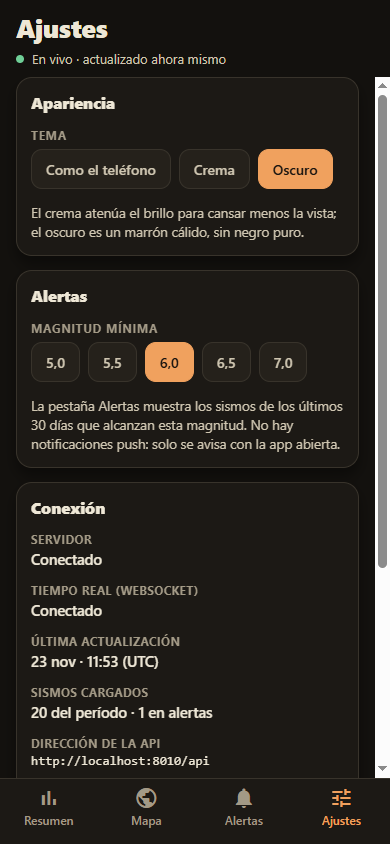 Ajustes
En vivo · actualizado ahora mismo
Apariencia
TEMA
Como el teléfono
Crema
Oscuro
El crema atenúa el brillo para cansar menos la vista;
el oscuro es un marrón cálido, sin negro puro.
Alertas
MAGNITUD MÍNIMA
5,0
5,5
6,0
6,5
7,0
La pestaña Alertas muestra los sismos de los últimos
30 días que alcanzan esta magnitud. No hay
notificaciones push: solo se avisa con la app abierta.
Conexión
SERVIDOR
Conectado
TIEMPO REAL (WEBSOCKET)
Conectado
ÚLTIMA ACTUALIZACIÓN
23 nov · 11:53 (UTC)
SISMOS CARGADOS
20 del período · 1 en alertas
DIRECCIÓN DE LA API
http://localhost:8010/api
Resumen
Mapa
Alertas
Ajustes